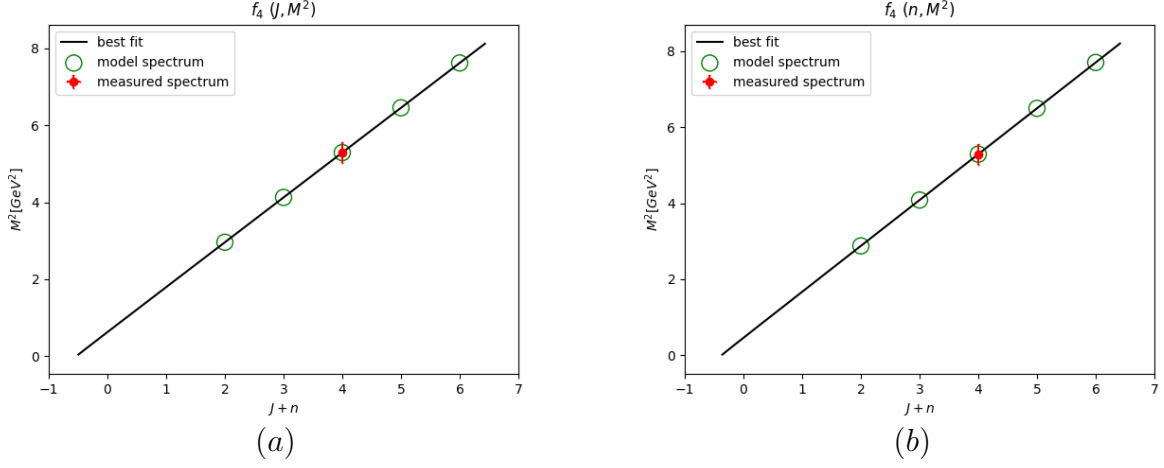 f₄ (J, M²)
best fit
model spectrum
measured spectrum
M²[GeV²]
8
6
4
2
0
−1 0 1 2 3 4 5 6 7
J + n
(a)
f₄ (n, M²)
best fit
model spectrum
measured spectrum
M²[GeV²]
8
6
4
2
0
−1 0 1 2 3 4 5 6 7
J + n
(b)